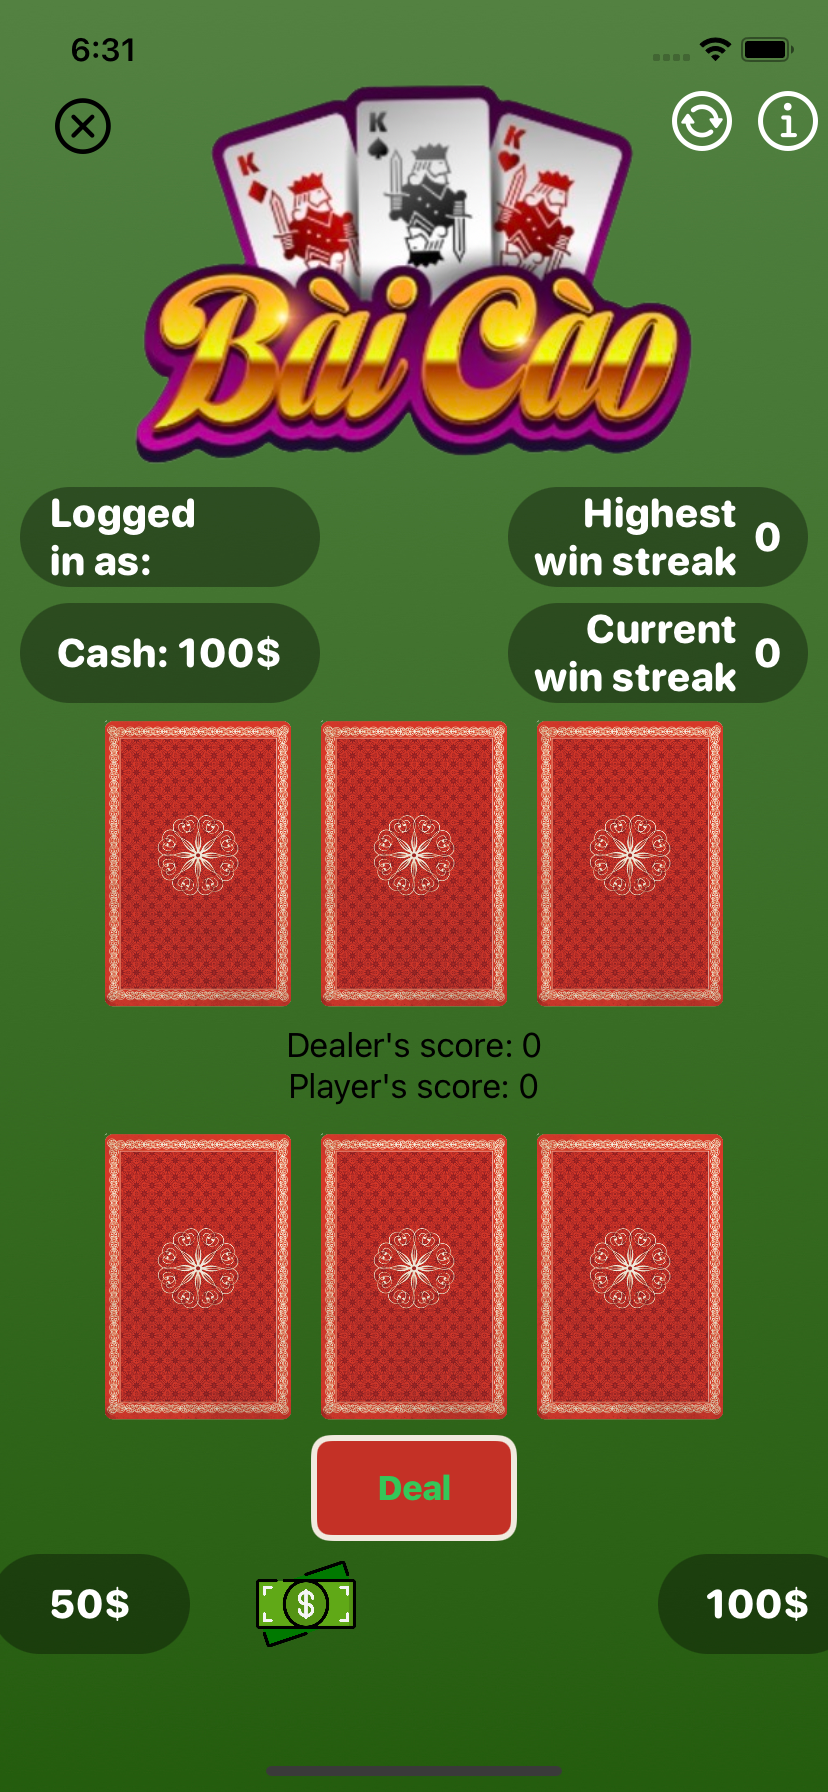 6:31
K
K
K
Bài Cào
Logged
in as:
Highest
win streak
0
Cash: 100$
Current
win streak
0
Dealer's score: 0
Player's score: 0
Deal
50$
$
100$